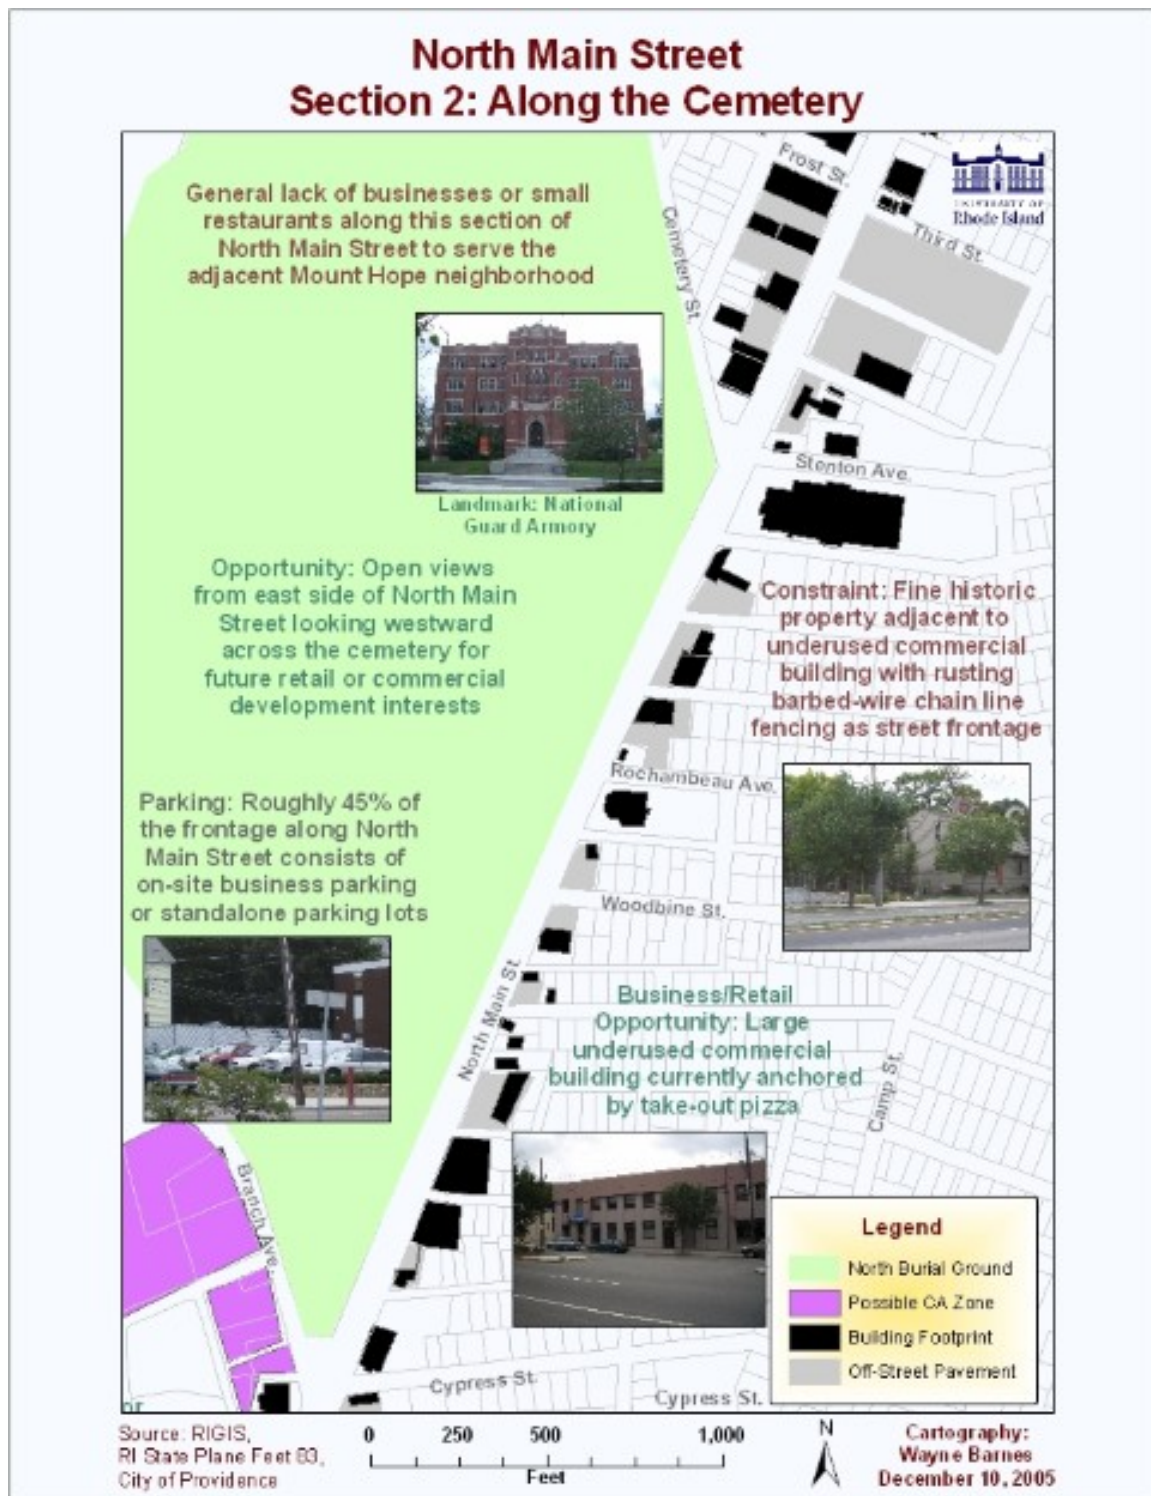 North Main Street
Section 2: Along the Cemetery
General lack of businesses or small
restaurants along this section of
North Main Street to serve the
adjacent Mount Hope neighborhood
Frost St.
UNIVERSITY OF
Rhode Island
Cemetery St.
Third St.
Landmark: National
Guard Armory
Stenton Ave.
Opportunity: Open views
from east side of North Main
Street looking westward
across the cemetery for
future retail or commercial
development interests
Constraint: Fine historic
property adjacent to
underused commercial
building with rusting
barbed-wire chain line
fencing as street frontage
Rochambeau Ave.
Parking: Roughly 45% of
the frontage along North
Main Street consists of
on-site business parking
or standalone parking lots
Woodbine St.
North Main St.
Business/Retail
Opportunity: Large
underused commercial
building currently anchored
by take-out pizza
Camp St.
Branch Ave.
Legend
North Burial Ground
Possible CA Zone
Building Footprint
Off-Street Pavement
Cypress St.
Cypress St.
or
Source: RIGIS,
RI State Plane Feet 83,
City of Providence
0 250 500 1,000
Feet
N
Cartography:
Wayne Barnes
December 10, 2005